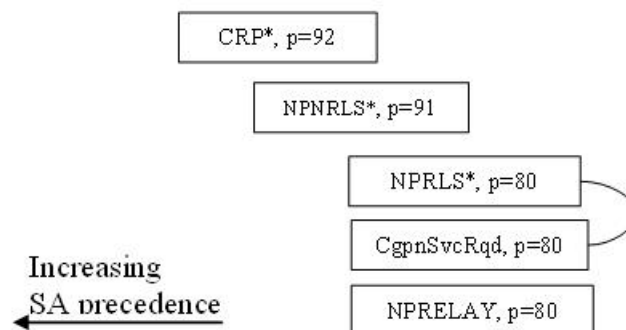 CRP*, p=92
NPNRLS*, p=91
NPRLS*, p=80
CgpnSvcRqd, p=80
NPRELAY, p=80
Increasing
SA precedence